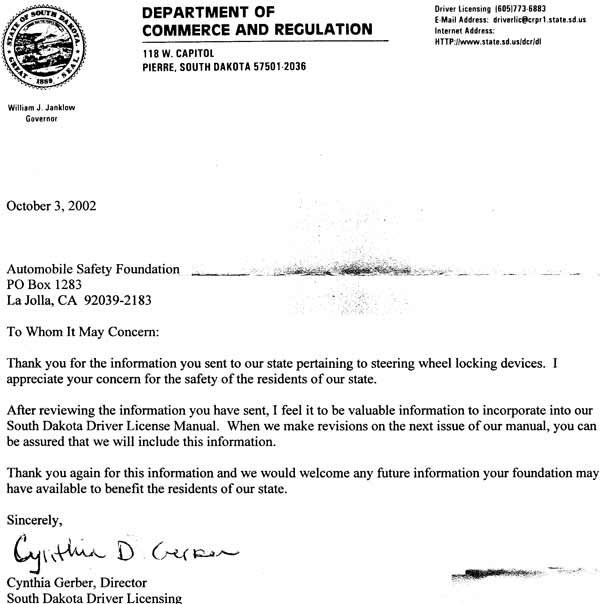 STATE OF SOUTH DAKOTA
GREAT SEAL
1889
William J. Janklow
Governor
DEPARTMENT OF
COMMERCE AND REGULATION
118 W. CAPITOL
PIERRE, SOUTH DAKOTA 57501-2036
Driver Licensing (605)773-6883
E-Mail Address: driverlic@crpr1.state.sd.us
Internet Address:
HTTP://www.state.sd.us/dcr/dl
October 3, 2002
Automobile Safety Foundation
PO Box 1283
La Jolla, CA 92039-2183
To Whom It May Concern:
Thank you for the information you sent to our state pertaining to steering wheel locking devices. I
appreciate your concern for the safety of the residents of our state.
After reviewing the information you have sent, I feel it to be valuable information to incorporate into our
South Dakota Driver License Manual. When we make revisions on the next issue of our manual, you can
be assured that we will include this information.
Thank you again for this information and we would welcome any future information your foundation may
have available to benefit the residents of our state.
Sincerely,
Cynthia D. Gerber
Cynthia Gerber, Director
South Dakota Driver Licensing